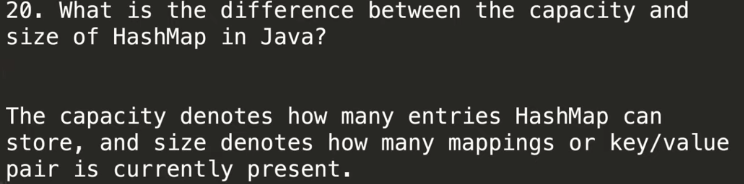 20. What is the difference between the capacity and
size of HashMap in Java?
The capacity denotes how many entries HashMap can
store, and size denotes how many mappings or key/value
pair is currently present.